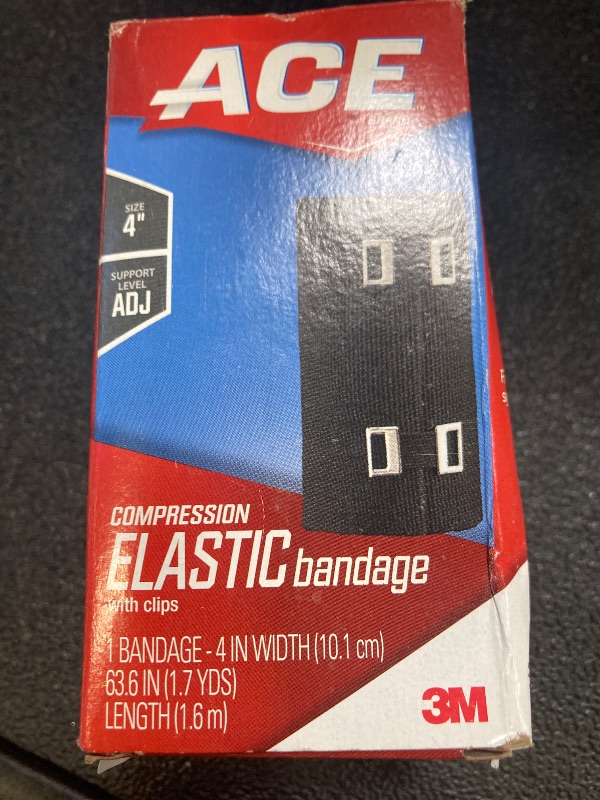 ACE
BRAND
SIZE
4"
SUPPORT
LEVEL
ADJ
COMPRESSION
ELASTIC bandage
with clips
1 BANDAGE - 4 IN WIDTH (10.1 cm)
63.6 IN (1.7 YDS)
LENGTH (1.6 m)
3M